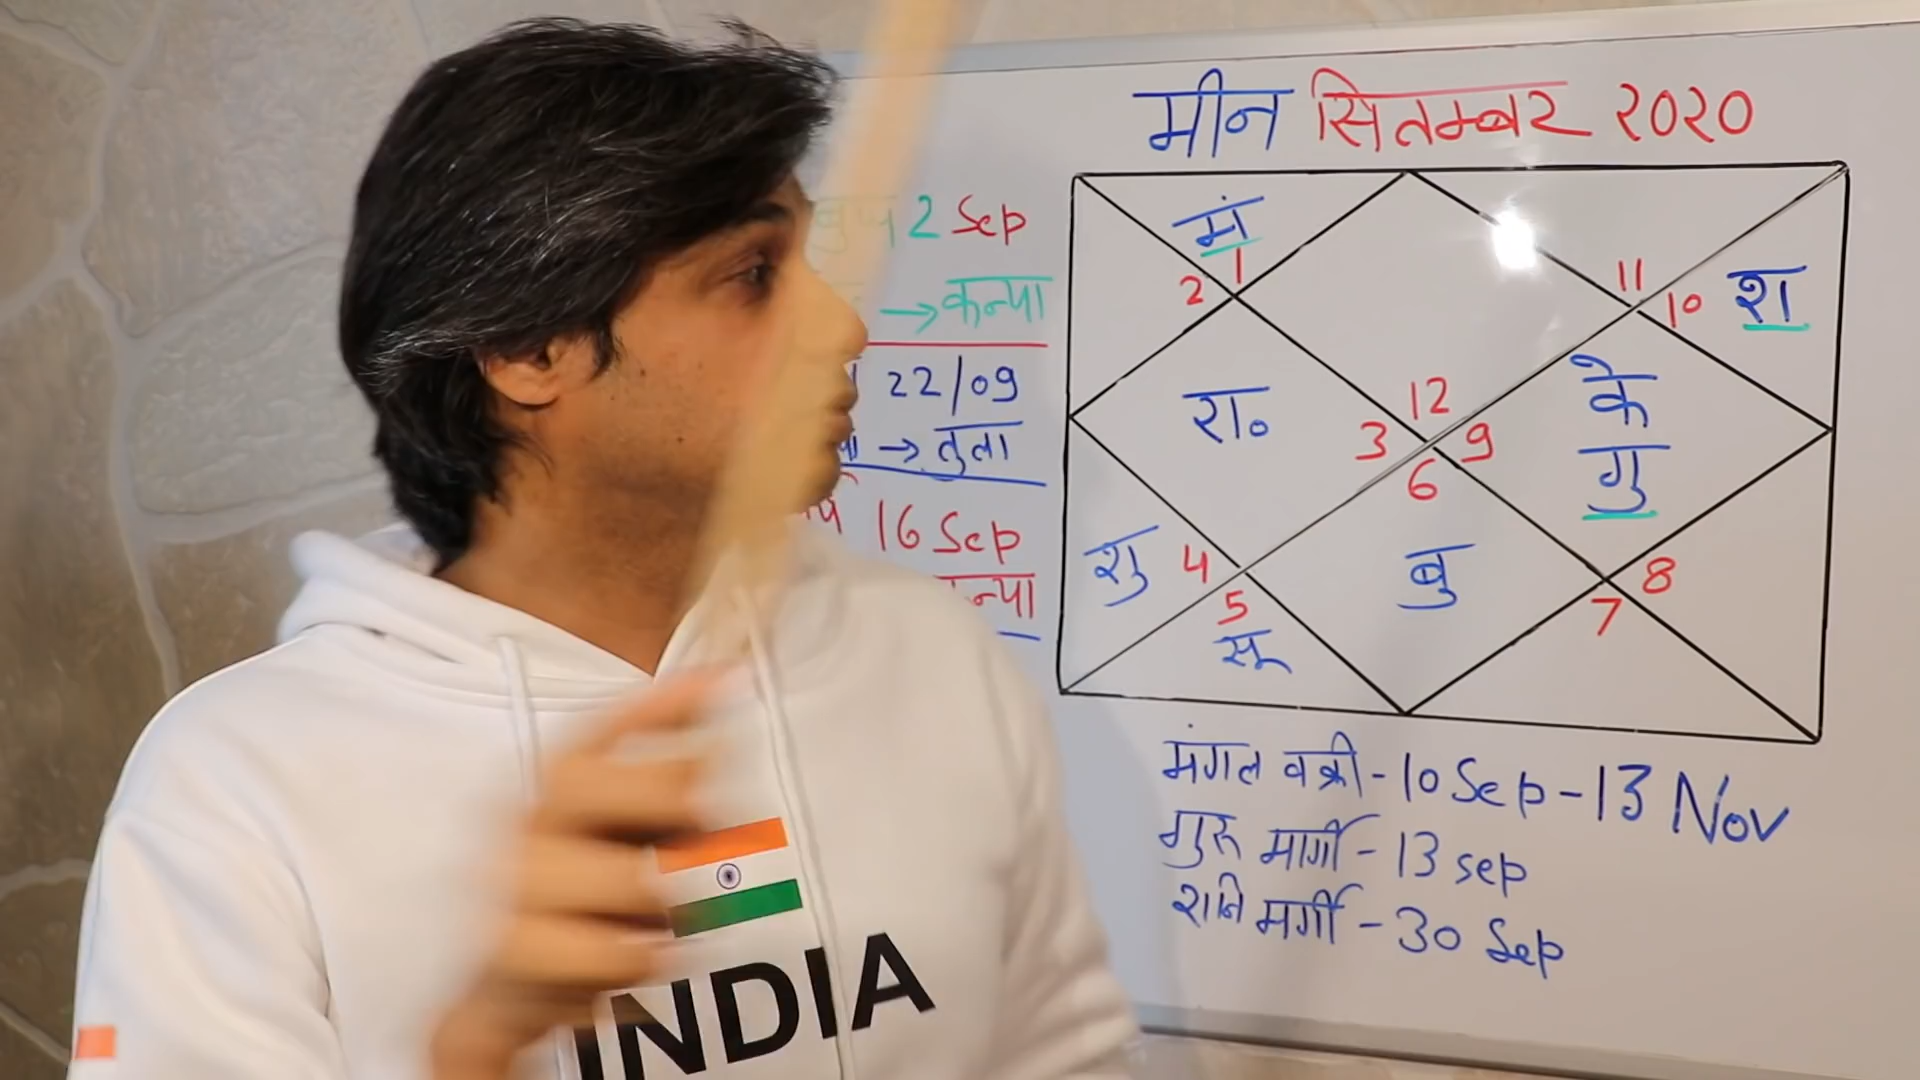 मीन सितम्बर २०२०
2 Sep
→ कन्या
22/09
→ तुला
16 Sep
मं
1
2
11
10 श
रा०
12
3
9
6
के
गु
शु 4
5
सू
बु
8
7
मंगल वक्री - 10 Sep - 13 Nov
गुरू मार्गी - 13 sep
शनि मर्गी - 30 Sep
INDIA